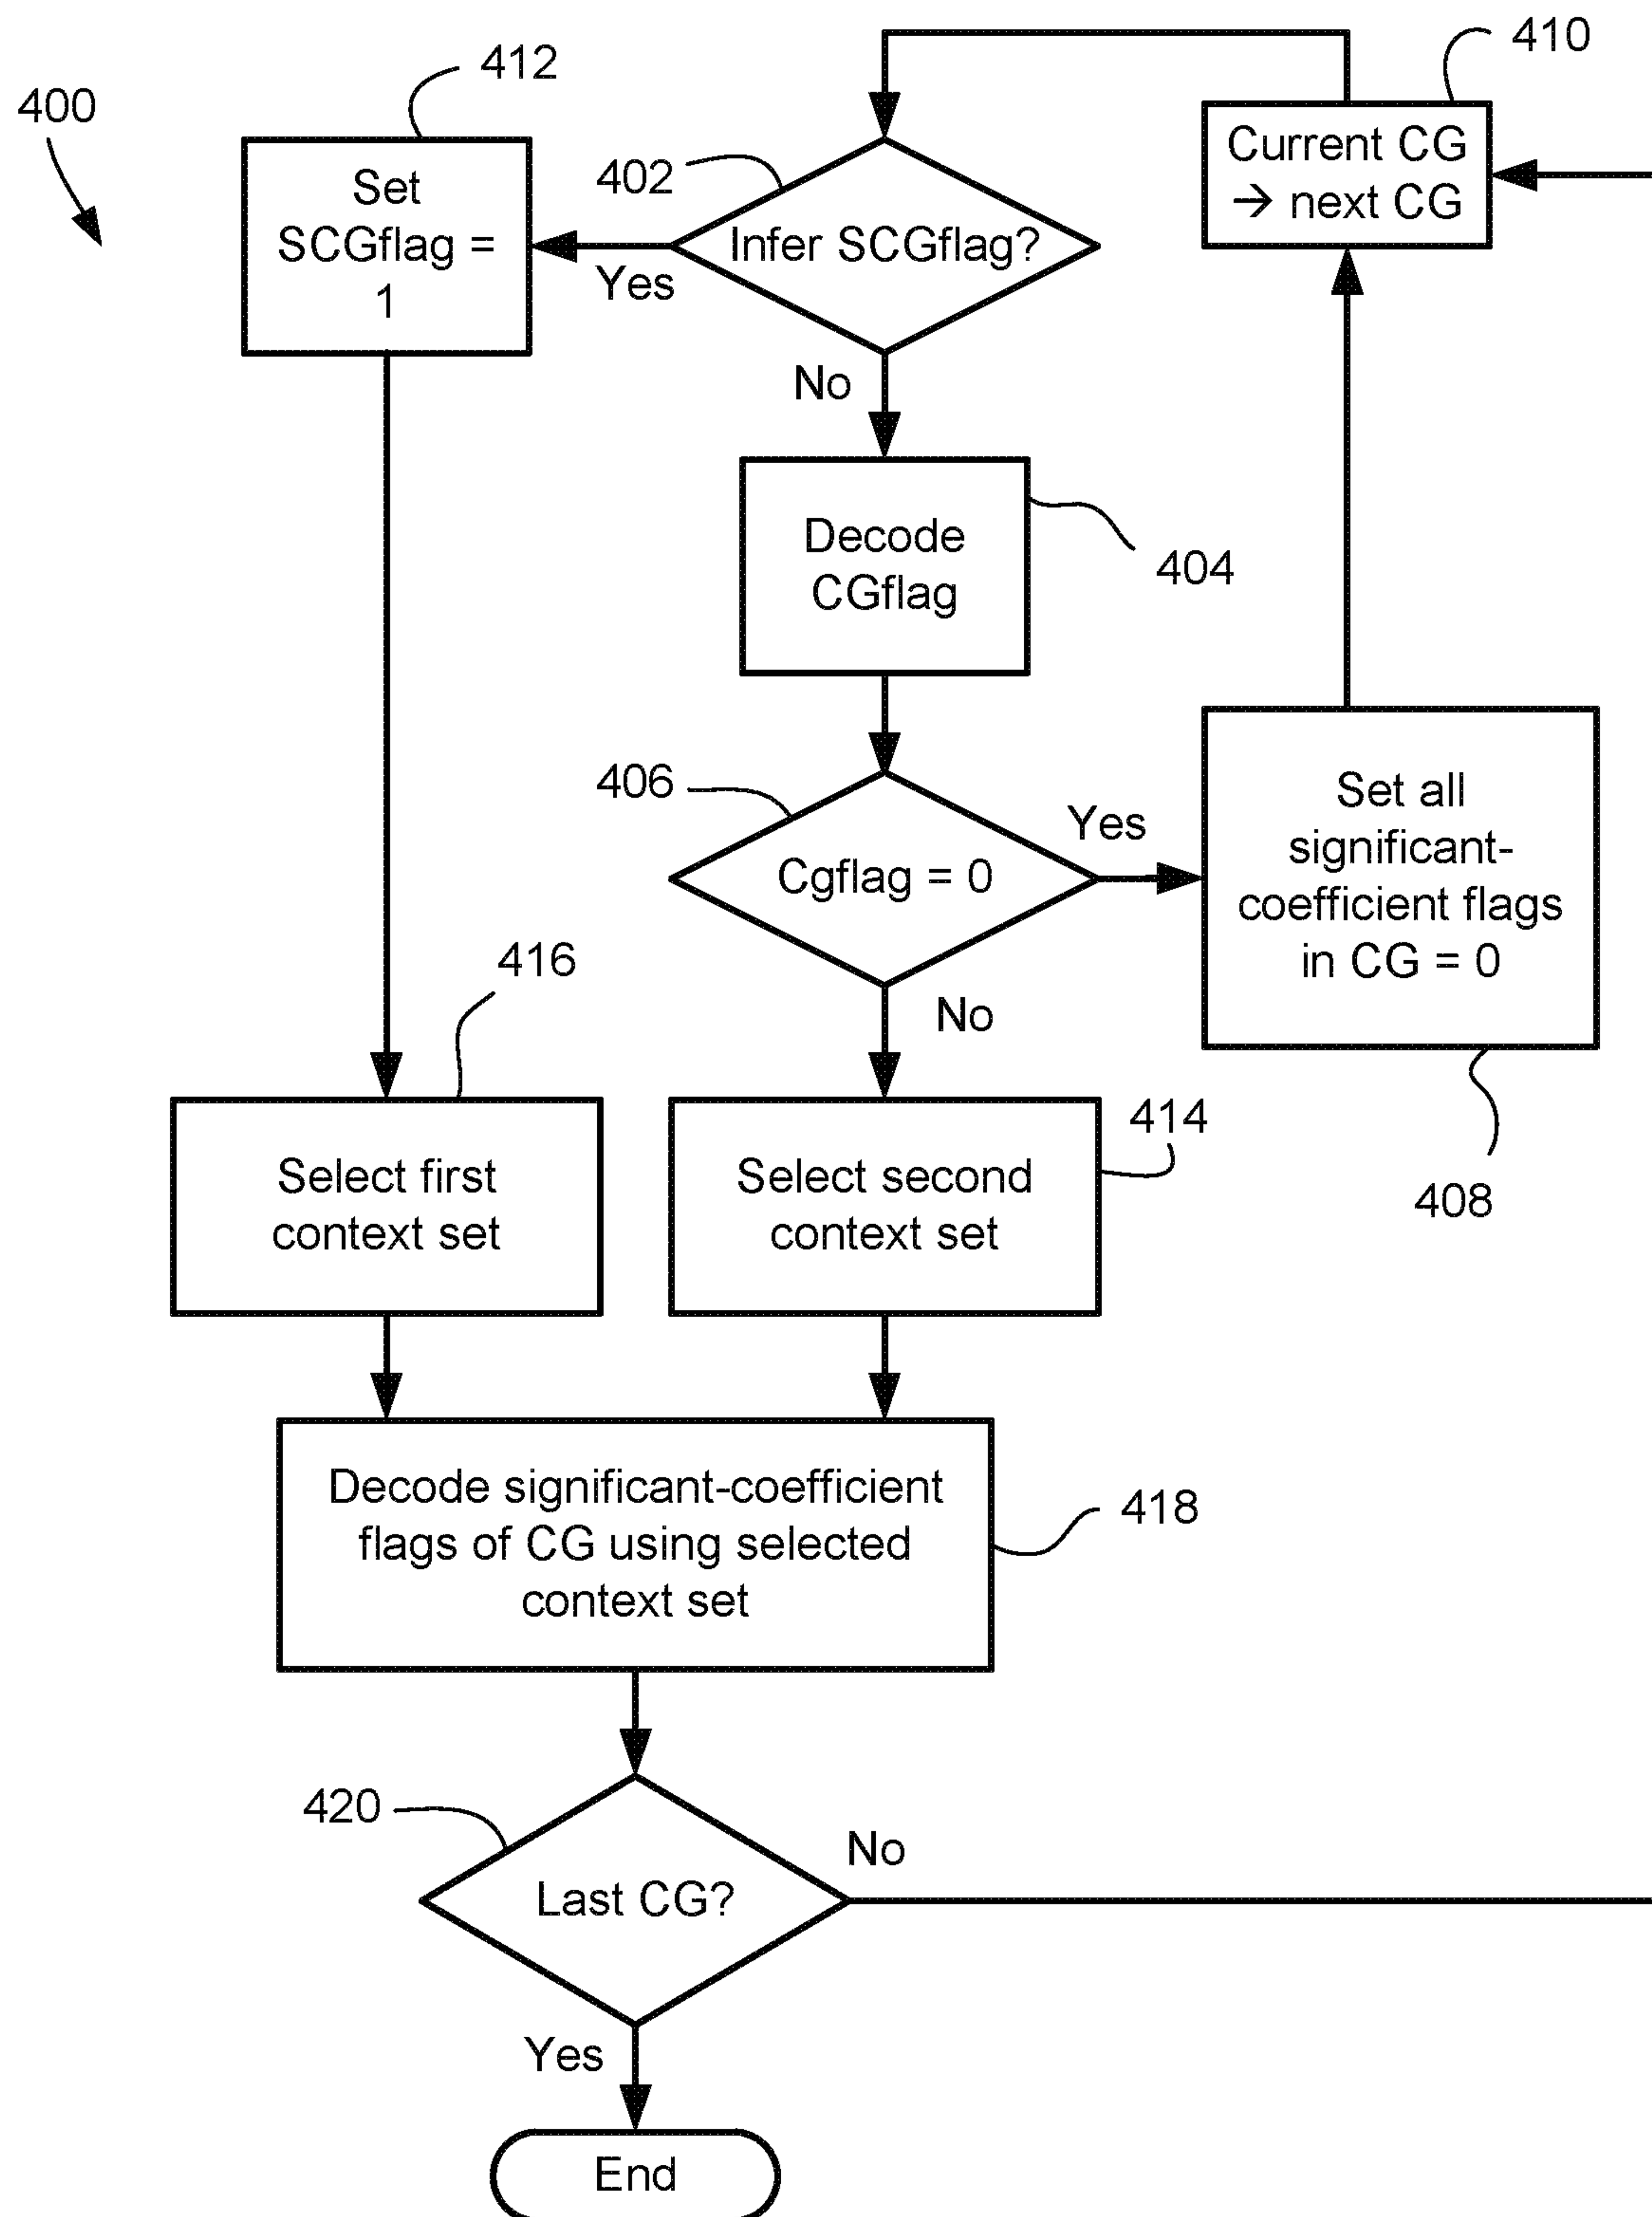 410
412
400
Current CG
→ next CG
402
Set
SCGflag =
1
Infer SCGflag?
Yes
No
Decode
CGflag
404
406
Yes
Set all
significant-
coefficient flags
in CG = 0
Cgflag = 0
416
No
414
Select first
context set
Select second
context set
408
Decode significant-coefficient
flags of CG using selected
context set
418
420
No
Last CG?
Yes
End